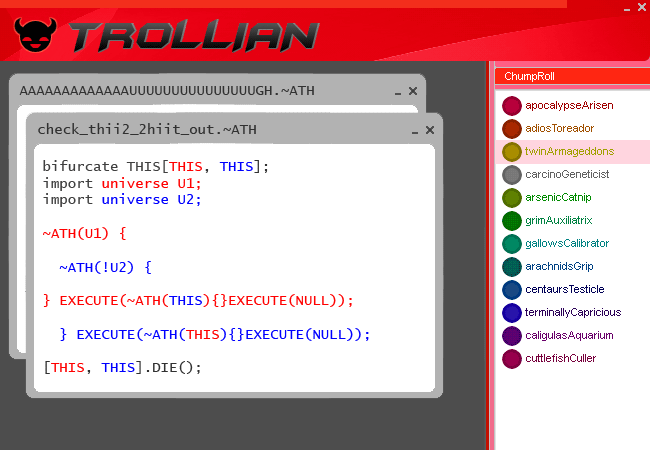 TROLLIAN
ChumpRoll
AAAAAAAAAAAAAUUUUUUUUUUUUUUUGH.~ATH
check_thii2_2hiit_out.~ATH
bifurcate THIS[THIS, THIS];
import universe U1;
import universe U2;
~ATH(U1) {
~ATH(!U2) {
} EXECUTE(~ATH(THIS){}EXECUTE(NULL));
} EXECUTE(~ATH(THIS){}EXECUTE(NULL));
[THIS, THIS].DIE();
apocalypseArisen
adiosToreador
twinArmageddons
carcinoGeneticist
arsenicCatnip
grimAuxiliatrix
gallowsCalibrator
arachnidsGrip
centaursTesticle
terminallyCapricious
caligulasAquarium
cuttlefishCuller